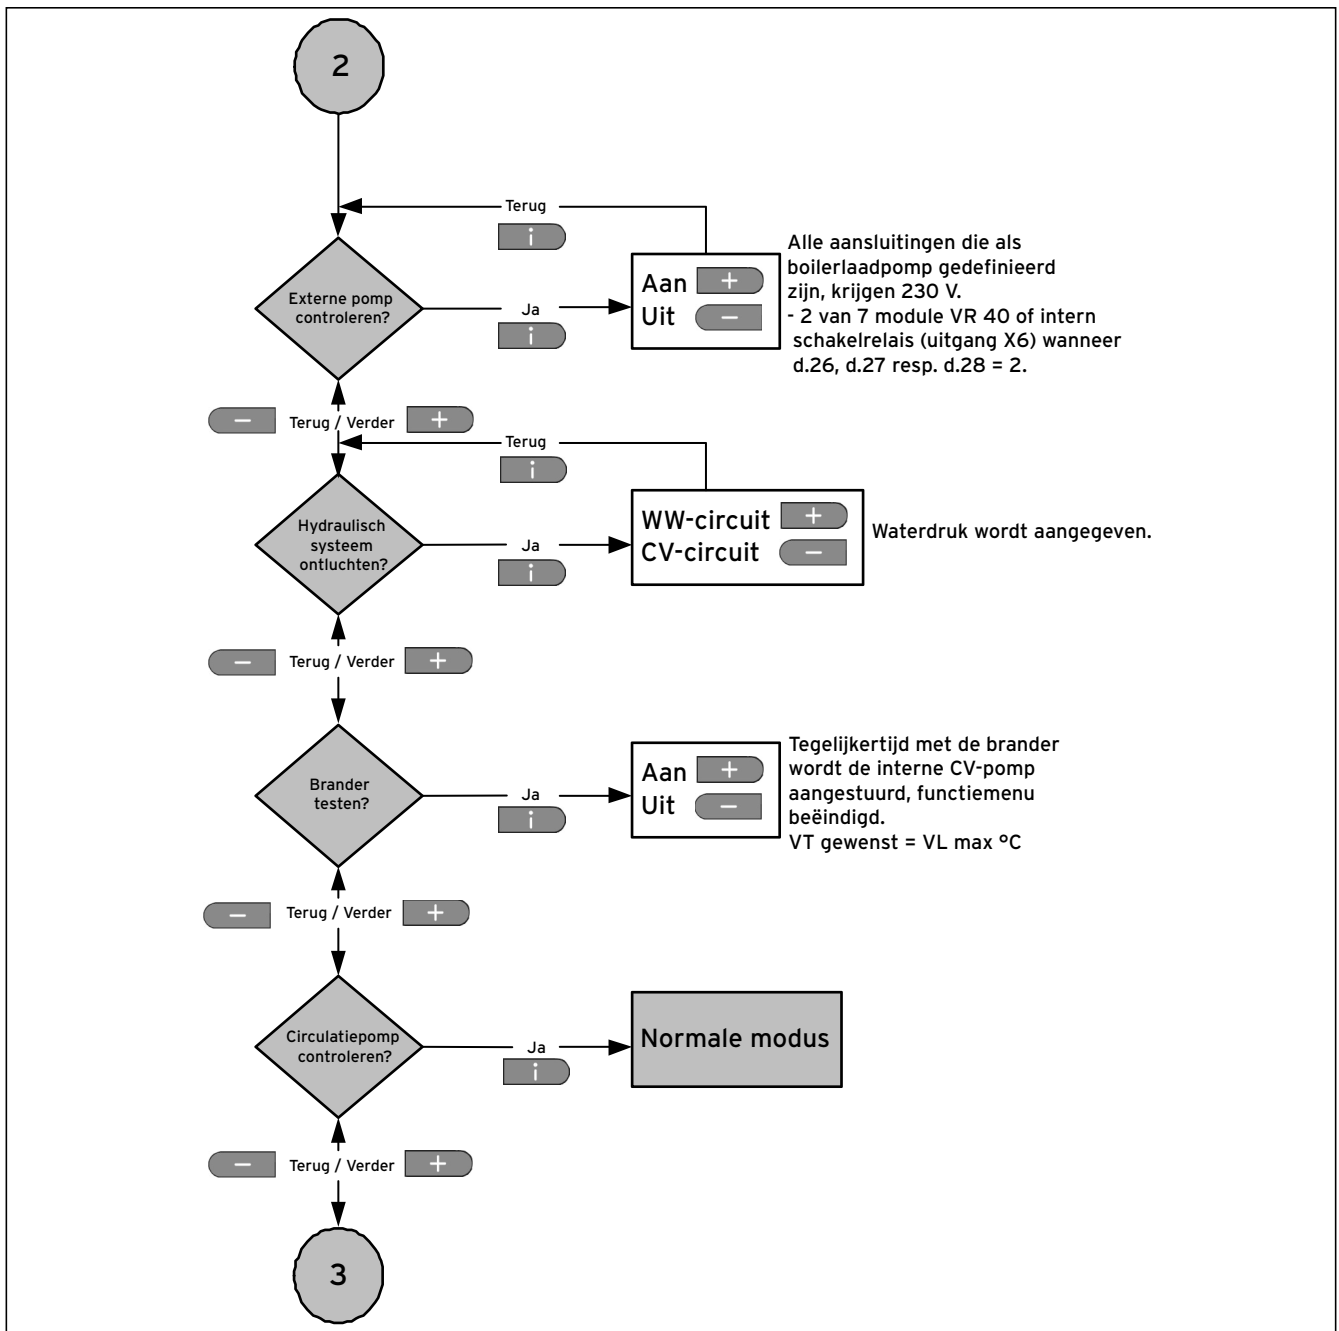 2
Terug
i
Externe pomp
controleren?
Ja
i
Aan +
Uit −
Alle aansluitingen die als
boilerlaadpomp gedefinieerd
zijn, krijgen 230 V.
- 2 van 7 module VR 40 of intern
schakelrelais (uitgang X6) wanneer
d.26, d.27 resp. d.28 = 2.
− Terug / Verder +
Terug
i
Hydraulisch
systeem
ontluchten?
Ja
i
WW-circuit +
CV-circuit −
Waterdruk wordt aangegeven.
− Terug / Verder +
Brander
testen?
Ja
i
Aan +
Uit −
Tegelijkertijd met de brander
wordt de interne CV-pomp
aangestuurd, functiemenu
beëindigd.
VT gewenst = VL max °C
− Terug / Verder +
Circulatiepomp
controleren?
Ja
i
Normale modus
− Terug / Verder +
3